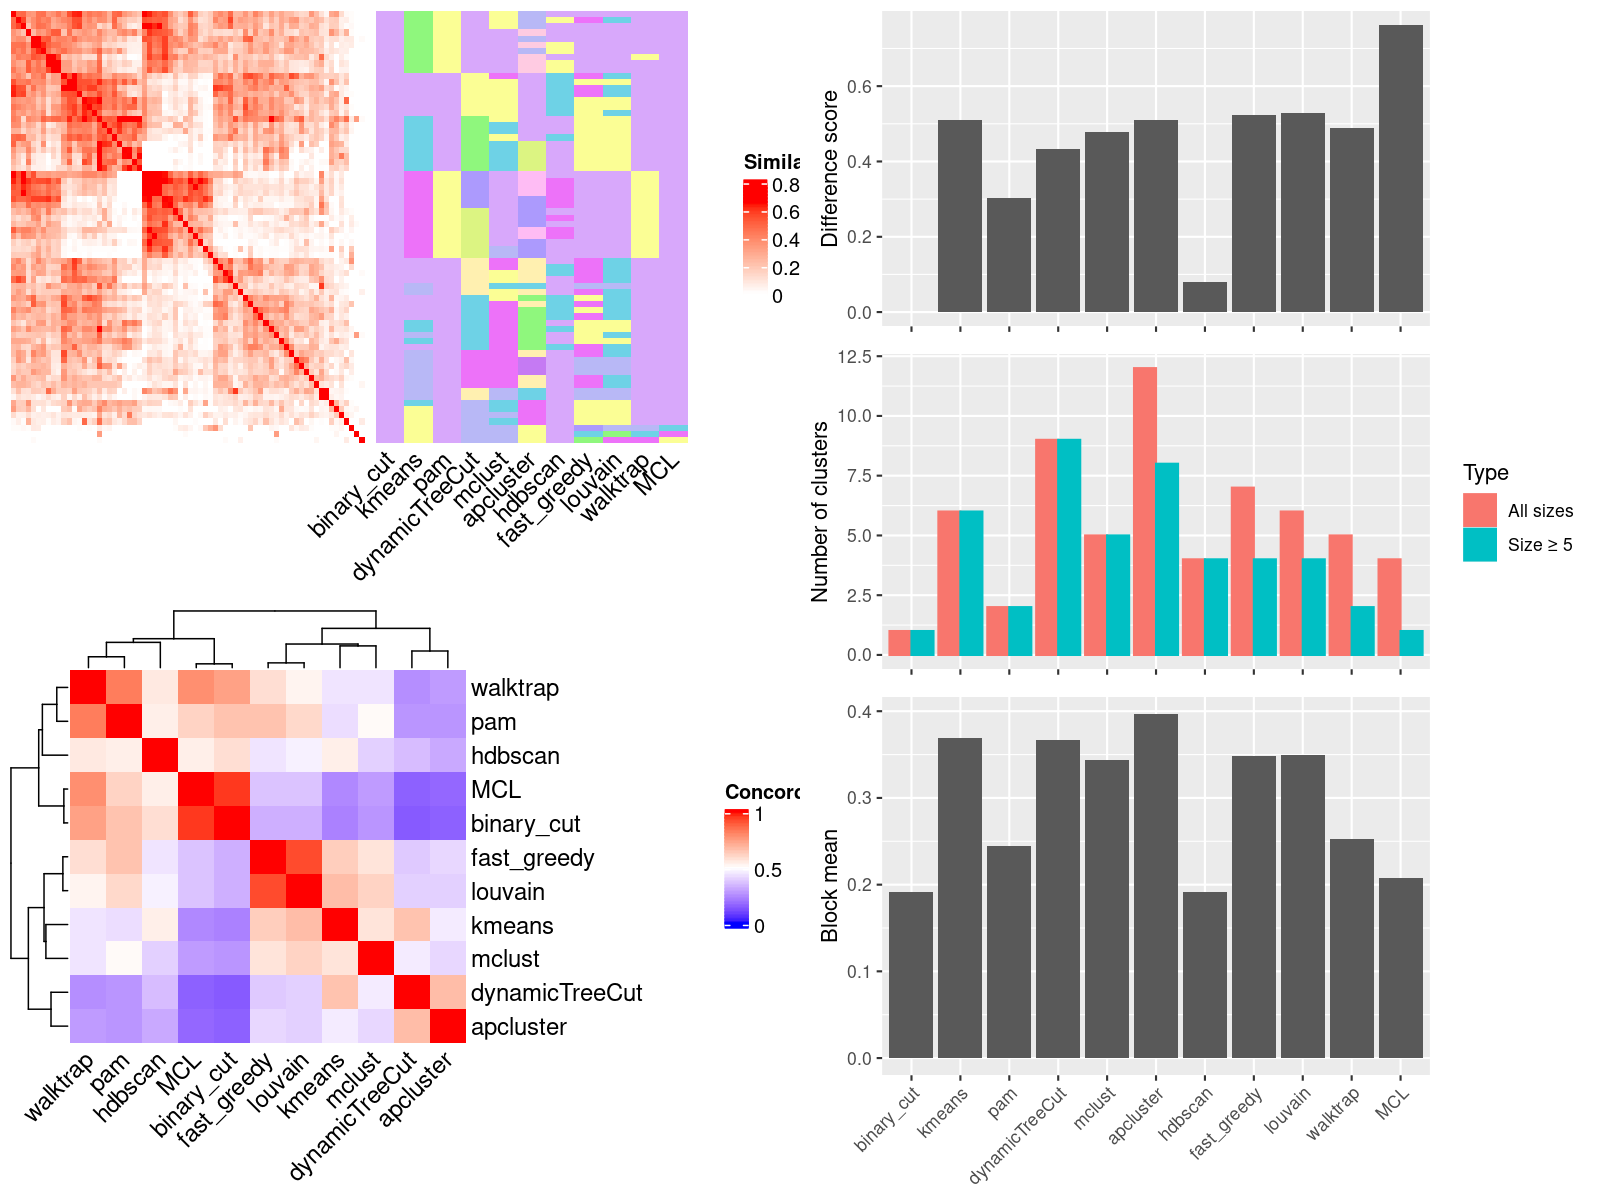 Simila
0.8
0.6
0.4
0.2
0
binary_cut
kmeans
pam
dynamicTreeCut
mclust
apcluster
hdbscan
fast_greedy
louvain
walktrap
MCL
walktrap
pam
hdbscan
MCL
binary_cut
fast_greedy
louvain
kmeans
mclust
dynamicTreeCut
apcluster
walktrap
pam
hdbscan
MCL
binary_cut
fast_greedy
louvain
kmeans
mclust
dynamicTreeCut
apcluster
Concord
1
0.5
0
Difference score
0.6
0.4
0.2
0.0
Number of clusters
12.5
10.0
7.5
5.0
2.5
0.0
Type
All sizes
Size ≥ 5
Block mean
0.4
0.3
0.2
0.1
0.0
binary_cut
kmeans
pam
dynamicTreeCut
mclust
apcluster
hdbscan
fast_greedy
louvain
walktrap
MCL